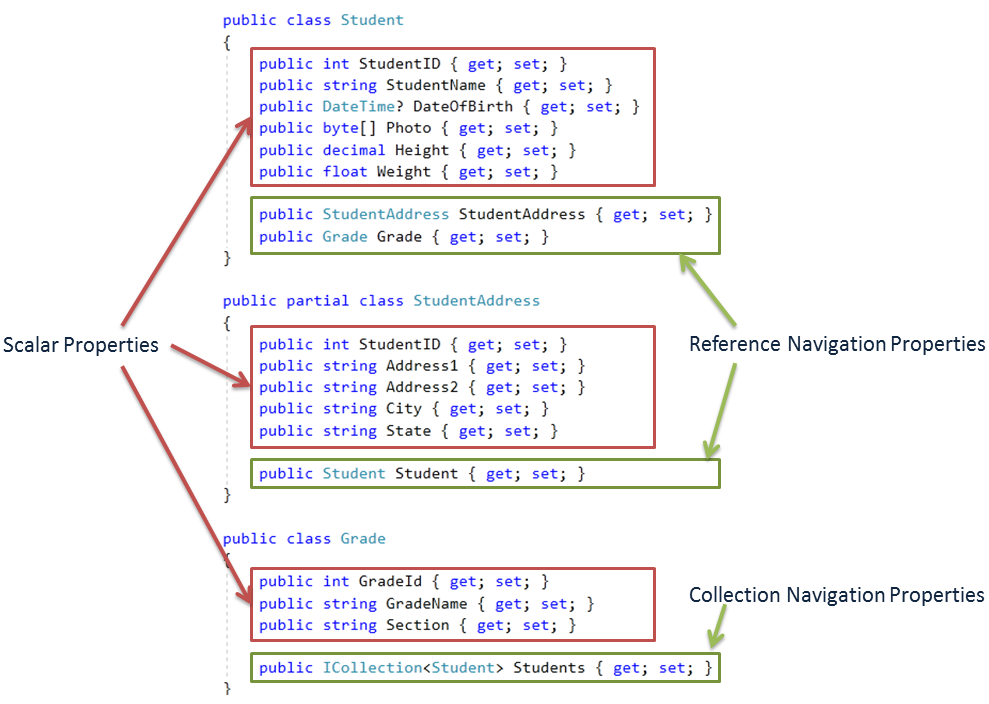 public class Student
{
public int StudentID { get; set; }
public string StudentName { get; set; }
public DateTime? DateOfBirth { get; set; }
public byte[] Photo { get; set; }
public decimal Height { get; set; }
public float Weight { get; set; }
public StudentAddress StudentAddress { get; set; }
public Grade Grade { get; set; }
}
public partial class StudentAddress
{
Scalar Properties
public int StudentID { get; set; }
Reference Navigation Properties
public string Address1 { get; set; }
public string Address2 { get; set; }
public string City { get; set; }
public string State { get; set; }
public Student Student { get; set; }
}
public class Grade
{
public int GradeId { get; set; }
Collection Navigation Properties
public string GradeName { get; set; }
public string Section { get; set; }
public ICollection<Student> Students { get; set; }
}